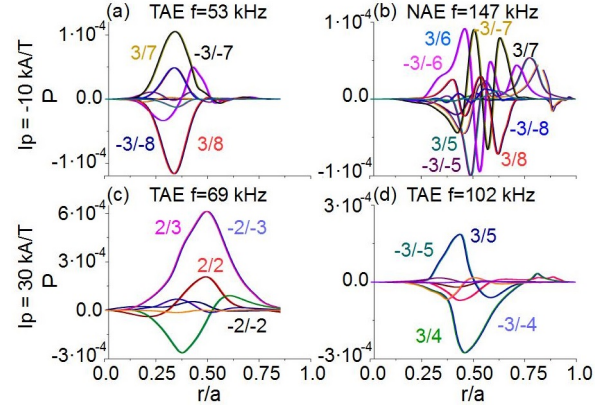 (a) TAE f=53 kHz
1·10⁻⁴
3/7
-3/-7
0.0
-3/-8
3/8
-1·10⁻⁴
Ip = -10 kA/T
P
(b) NAE f=147 kHz
1·10⁻⁴
3/6
-3/-7
-3/-6
3/7
0.0
3/5
-3/-8
-3/-5
3/8
-1·10⁻⁴
(c) TAE f=69 kHz
6·10⁻⁴
2/3
-2/-3
3·10⁻⁴
2/2
0.0
-2/-2
-3·10⁻⁴
Ip = 30 kA/T
P
0.0 0.25 0.50 0.75 1.0
r/a
(d) TAE f=102 kHz
3·10⁻⁴
-3/-5
3/5
0.0
3/4
-3/-4
-3·10⁻⁴
0.0 0.25 0.50 0.75 1.0
r/a